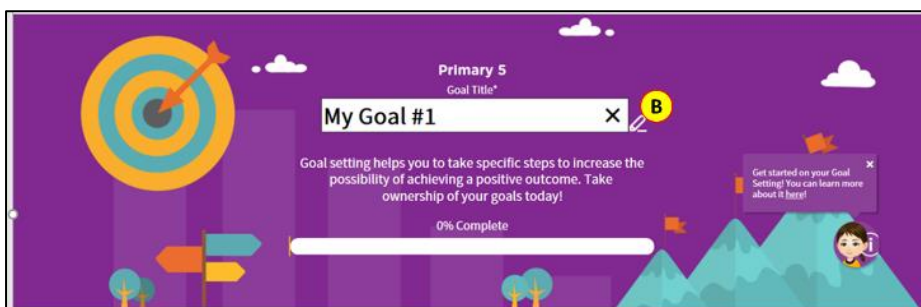 Primary 5
Goal Title*
My Goal #1
B
Goal setting helps you to take specific steps to increase the
possibility of achieving a positive outcome. Take
ownership of your goals today!
0% Complete
Get started on your Goal
Setting! You can learn more
about it here!
i